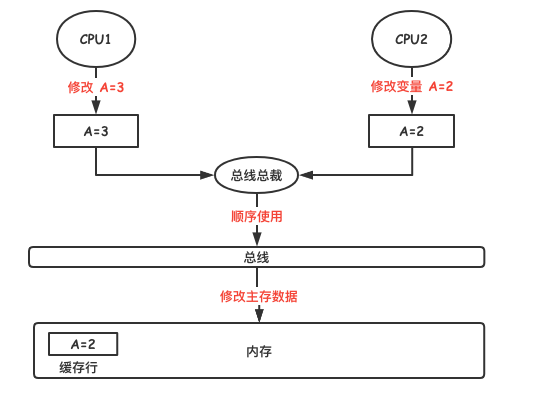 CPU1
CPU2
修改 A=3
修改变量 A=2
A=3
A=2
总线总裁
顺序使用
总线
修改主存数据
A=2
内存
缓存行